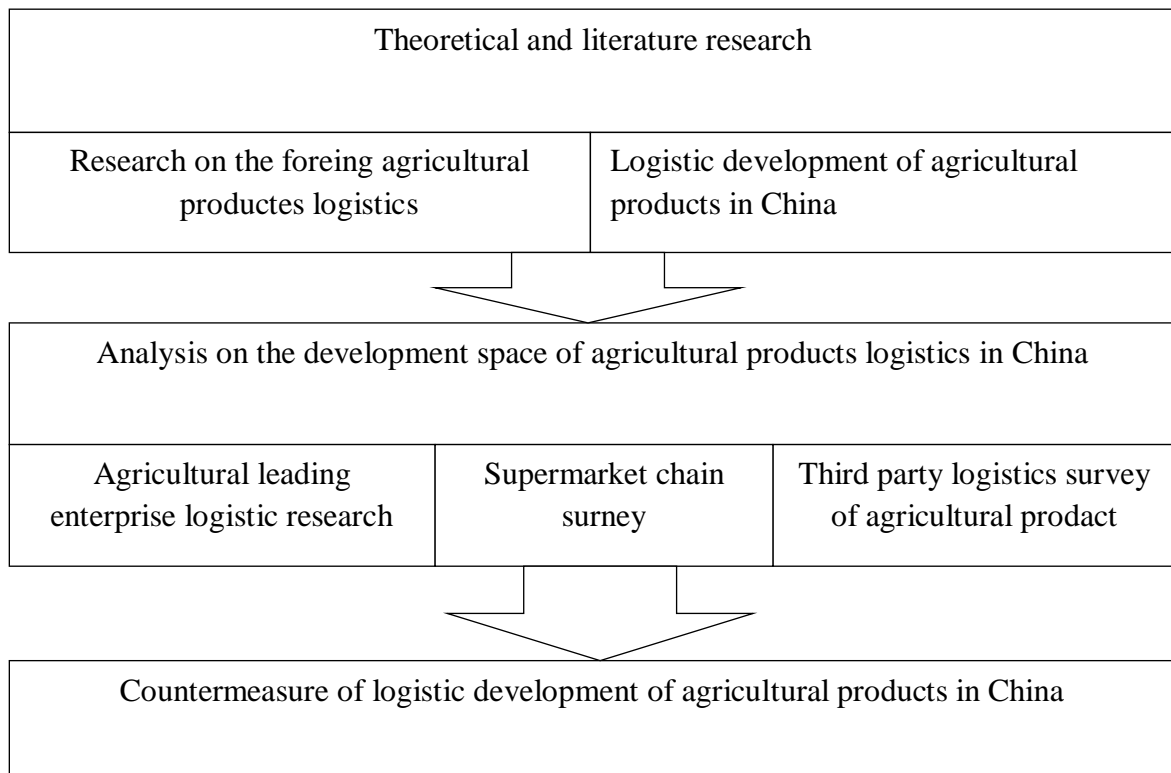 Theoretical and literature research
Research on the foreing agricultural
productes logistics
Logistic development of agricultural
products in China
Analysis on the development space of agricultural products logistics in China
Agricultural leading
enterprise logistic research
Supermarket chain
surney
Third party logistics survey
of agricultural prodact
Countermeasure of logistic development of agricultural products in China